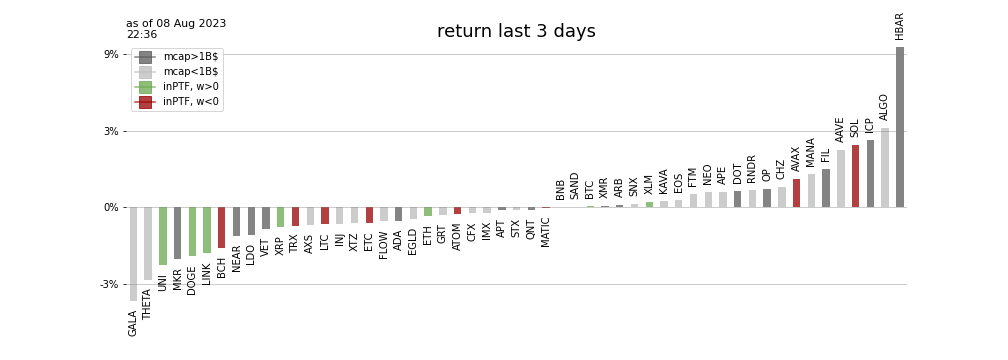 as of 08 Aug 2023
22:36
return last 3 days
mcap>1B$
mcap<1B$
inPTF, w>0
inPTF, w<0
9%
3%
0%
-3%
GALA
THETA
UNI
MKR
DOGE
LINK
BCH
NEAR
LDO
VET
XRP
TRX
AXS
LTC
INJ
XTZ
ETC
FLOW
ADA
EGLD
ETH
GRT
ATOM
CFX
IMX
APT
STX
QNT
MATIC
BNB
SAND
BTC
XMR
ARB
SNX
XLM
KAVA
EOS
FTM
NEO
APE
DOT
RNDR
OP
CHZ
AVAX
MANA
FIL
AAVE
SOL
ICP
ALGO
HBAR